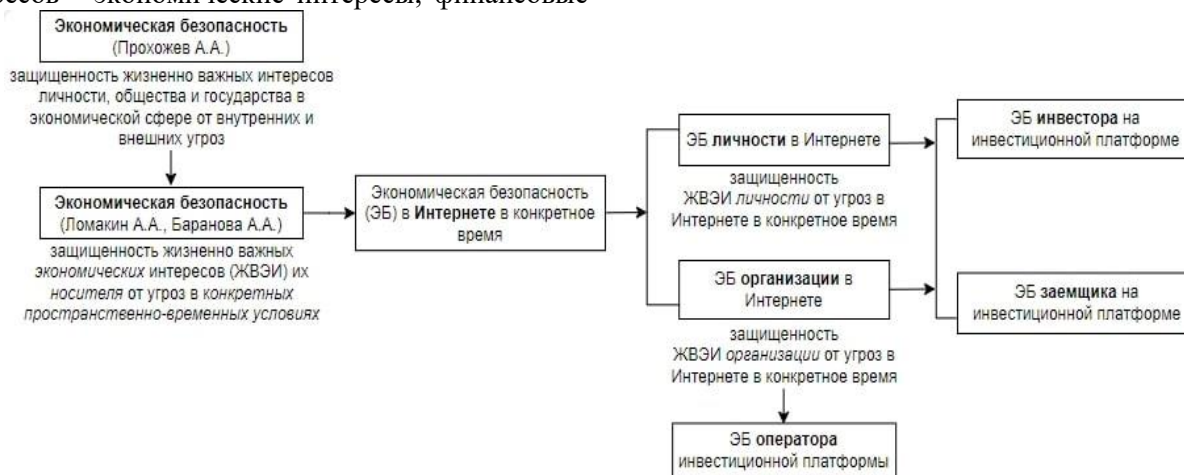 экономические интересы, финансовые
Экономическая безопасность
(Прохожев А.А.)
защищенность жизненно важных интересов
личности, общества и государства в
экономической сфере от внутренних и
внешних угроз
Экономическая безопасность
(Ломакин А.А., Баранова А.А.)
защищенность жизненно важных
экономических интересов (ЖВЭИ) их
носителя от угроз в конкретных
пространственно-временных условиях
Экономическая безопасность
(ЭБ) в Интернете в конкретное
время
ЭБ личности в Интернете
защищенность
ЖВЭИ личности от угроз в
Интернете в конкретное время
ЭБ организации в
Интернете
защищенность
ЖВЭИ организации от угроз в
Интернете в конкретное время
ЭБ оператора
инвестиционной платформы
ЭБ инвестора на
инвестиционной платформе
ЭБ заемщика на
инвестиционной платформе